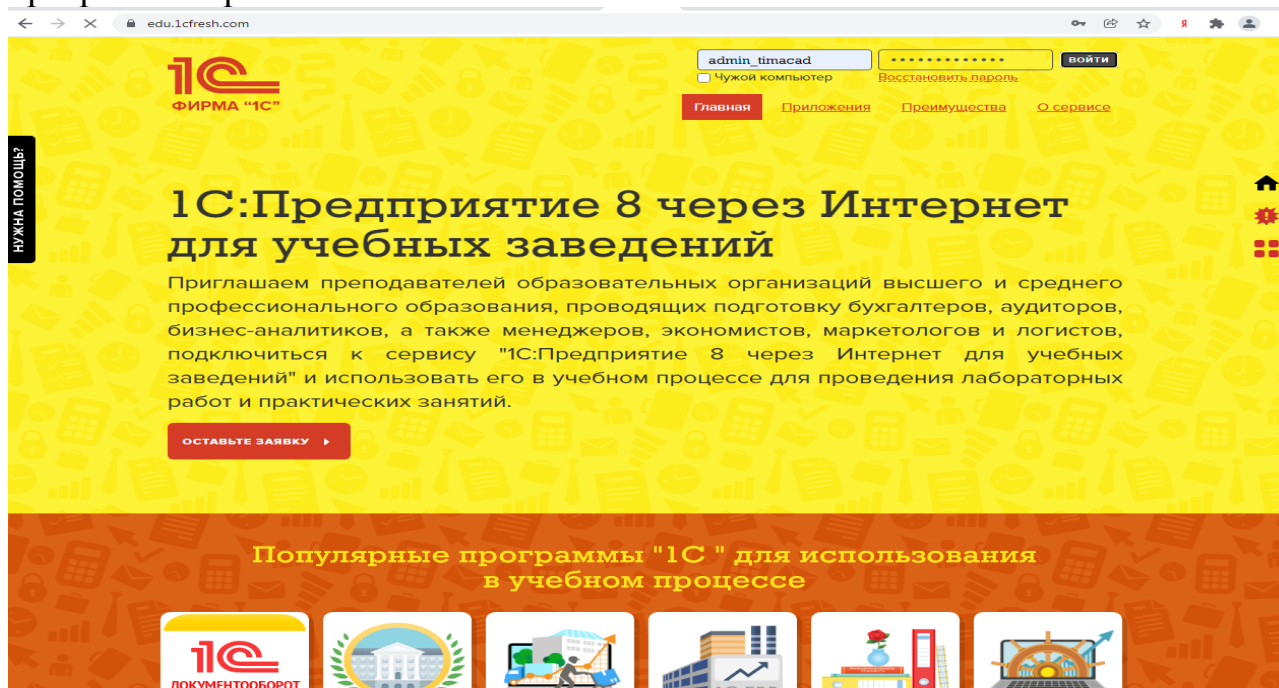 edu.1cfresh.com
Я
1С
ФИРМА "1С"
admin_timacad
•••••••••••••
ВОЙТИ
Чужой компьютер
Восстановить пароль
Главная
Приложения
Преимущества
О сервисе
НУЖНА ПОМОЩЬ?
1С:Предприятие 8 через Интернет
для учебных заведений
Приглашаем преподавателей образовательных организаций высшего и среднего
профессионального образования, проводящих подготовку бухгалтеров, аудиторов,
бизнес-аналитиков, а также менеджеров, экономистов, маркетологов и логистов,
подключиться к сервису "1С:Предприятие 8 через Интернет для учебных
заведений" и использовать его в учебном процессе для проведения лабораторных
работ и практических занятий.
ОСТАВЬТЕ ЗАЯВКУ
Популярные программы "1С " для использования
в учебном процессе
1С
ДОКУМЕНТООБОРОТ